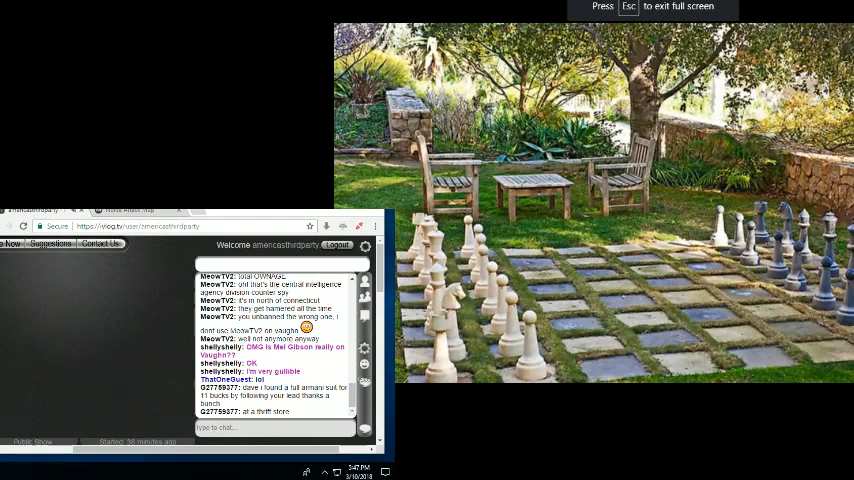 Press Esc to exit full screen
americasthirdparty
Secure https://ivlog.tv/user/americasthirdparty
e Now Suggestions Contact Us
Welcome americasthirdparty. Logout
MeowTV2: total OWNAGE
MeowTV2: oh! that's the central intelligence
agency division counter spy
MeowTV2: it's in north of connecticut
MeowTV2: they get hamered all the time
MeowTV2: you unbanned the wrong one, i
dont use MeowTV2 on vaughn
MeowTV2: well not anymore anyway
shellyshelly: OMG is Mel Gibson really on
Vaughn??
shellyshelly: OK
shellyshelly: I'm very gullible
ThatOneGuest: lol
G27759377: dave i found a full armani suit for
11 bucks by following your lead thanks a
bunch
G27759377: at a thrift store
Type to chat...
Public Show Started: 38 minutes ago
3/10/2018